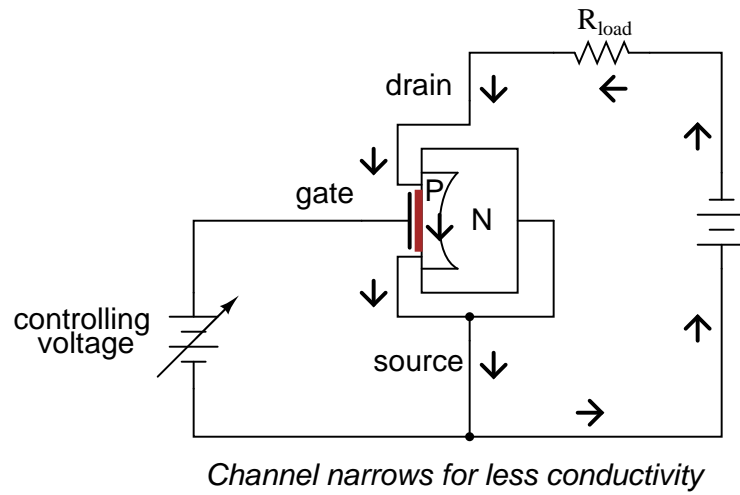 R_load
drain
P
gate
N
controlling
voltage
source
Channel narrows for less conductivity